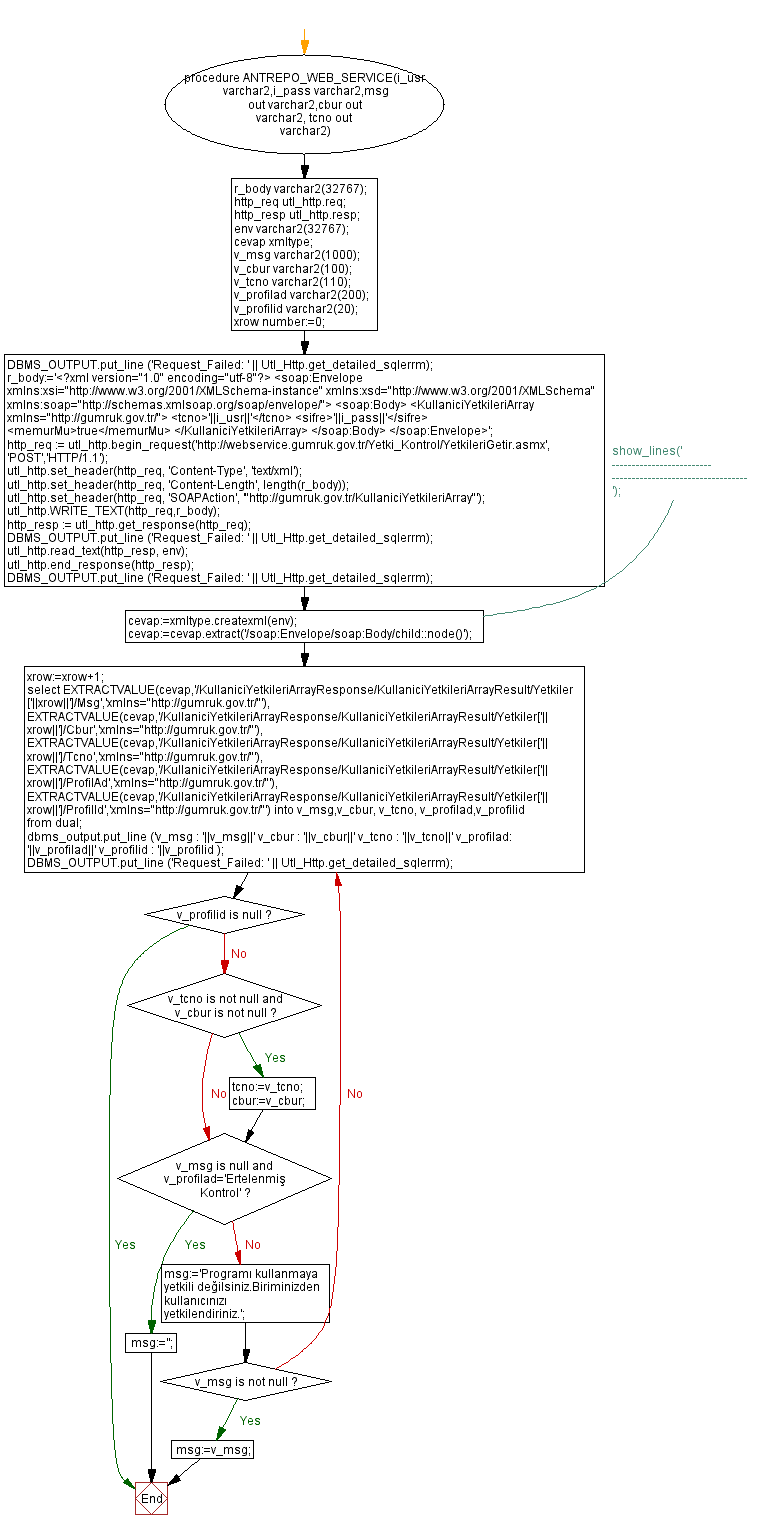 procedure ANTREPO_WEB_SERVICE(i_usr
varchar2,i_pass varchar2,msg
out varchar2,cbur out
varchar2, tcno out
varchar2)
r_body varchar2(32767);
http_req utl_http.req;
http_resp utl_http.resp;
env varchar2(32767);
cevap xmltype;
v_msg varchar2(1000);
v_cbur varchar2(100);
v_tcno varchar2(110);
v_profilad varchar2(200);
v_profilid varchar2(20);
xrow number:=0;
DBMS_OUTPUT.put_line ('Request_Failed: ' || Utl_Http.get_detailed_sqlerrm);
r_body:='<?xml version="1.0" encoding="utf-8"?> <soap:Envelope
xmlns:xsi="http://www.w3.org/2001/XMLSchema-instance" xmlns:xsd="http://www.w3.org/2001/XMLSchema"
xmlns:soap="http://schemas.xmlsoap.org/soap/envelope/"> <soap:Body> <KullaniciYetkileriArray
xmlns="http://gumruk.gov.tr/"> <tcno>'||i_usr||'</tcno> <sifre>'||i_pass||'</sifre>
<memurMu>true</memurMu> </KullaniciYetkileriArray> </soap:Body> </soap:Envelope>';
http_req := utl_http.begin_request('http://webservice.gumruk.gov.tr/Yetki_Kontrol/YetkileriGetir.asmx',
'POST','HTTP/1.1');
utl_http.set_header(http_req, 'Content-Type', 'text/xml');
utl_http.set_header(http_req, 'Content-Length', length(r_body));
utl_http.set_header(http_req, 'SOAPAction', '"http://gumruk.gov.tr/KullaniciYetkileriArray"');
utl_http.WRITE_TEXT(http_req,r_body);
http_resp := utl_http.get_response(http_req);
DBMS_OUTPUT.put_line ('Request_Failed: ' || Utl_Http.get_detailed_sqlerrm);
utl_http.read_text(http_resp, env);
utl_http.end_response(http_resp);
DBMS_OUTPUT.put_line ('Request_Failed: ' || Utl_Http.get_detailed_sqlerrm);
show_lines('
------------------------
---------------------------------
');
cevap:=xmltype.createxml(env);
cevap:=cevap.extract('/soap:Envelope/soap:Body/child::node()');
xrow:=xrow+1;
select EXTRACTVALUE(cevap,'/KullaniciYetkileriArrayResponse/KullaniciYetkileriArrayResult/Yetkiler
['||xrow||']/Msg','xmlns="http://gumruk.gov.tr/"'),
EXTRACTVALUE(cevap,'/KullaniciYetkileriArrayResponse/KullaniciYetkileriArrayResult/Yetkiler['||
xrow||']/Cbur','xmlns="http://gumruk.gov.tr/"'),
EXTRACTVALUE(cevap,'/KullaniciYetkileriArrayResponse/KullaniciYetkileriArrayResult/Yetkiler['||
xrow||']/Tcno','xmlns="http://gumruk.gov.tr/"'),
EXTRACTVALUE(cevap,'/KullaniciYetkileriArrayResponse/KullaniciYetkileriArrayResult/Yetkiler['||
xrow||']/ProfilAd','xmlns="http://gumruk.gov.tr/"'),
EXTRACTVALUE(cevap,'/KullaniciYetkileriArrayResponse/KullaniciYetkileriArrayResult/Yetkiler['||
xrow||']/ProfilId','xmlns="http://gumruk.gov.tr/"') into v_msg,v_cbur, v_tcno, v_profilad,v_profilid
from dual;
dbms_output.put_line ('v_msg : '||v_msg||' v_cbur : '||v_cbur||' v_tcno : '||v_tcno||' v_profilad:
'||v_profilad||' v_profilid : '||v_profilid );
DBMS_OUTPUT.put_line ('Request_Failed: ' || Utl_Http.get_detailed_sqlerrm);
v_profilid is null ?
No
v_tcno is not null and
v_cbur is not null ?
Yes
tcno:=v_tcno;
cbur:=v_cbur;
No
No
v_msg is null and
v_profilad='Ertelenmiş
Kontrol' ?
Yes
Yes
No
msg:='Programı kullanmaya
yetkili değilsiniz.Biriminizden
kullanıcınızı
yetkilendiriniz.';
msg:='';
v_msg is not null ?
Yes
msg:=v_msg;
End